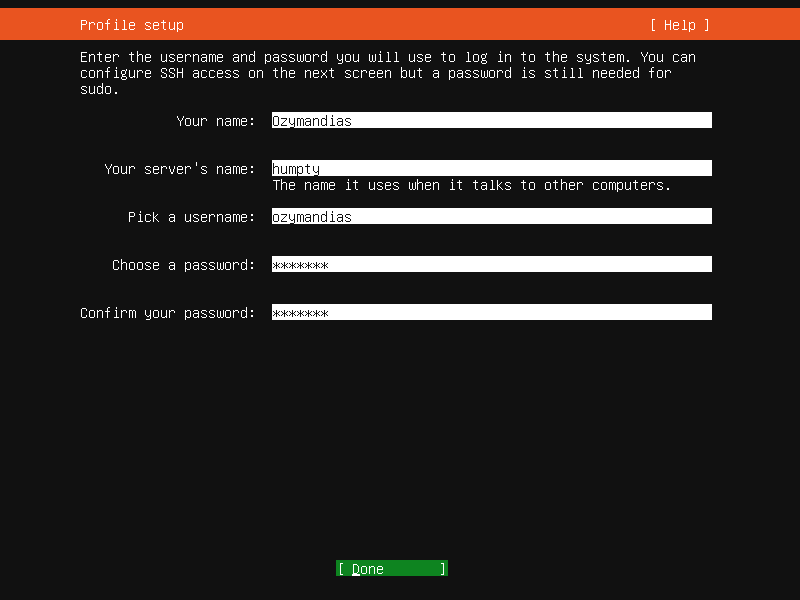 Profile setup [ Help ]
Enter the username and password you will use to log in to the system. You can
configure SSH access on the next screen but a password is still needed for
sudo.
Your name: Ozymandias
Your server's name: humpty
The name it uses when it talks to other computers.
Pick a username: ozymandias
Choose a password: *******
Confirm your password: *******
[ Done ]